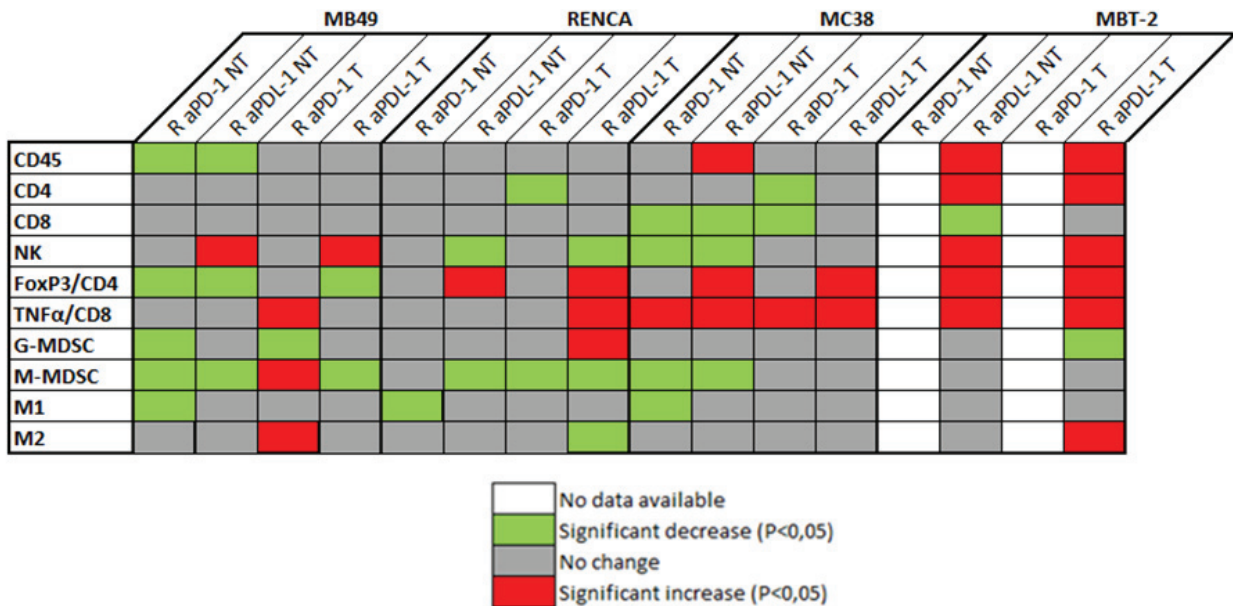 MB49 RENCA MC38 MBT-2
R aPD-1 NT R aPDL-1 NT R aPD-1 T R aPDL-1 T R aPD-1 NT R aPDL-1 NT R aPD-1 T R aPDL-1 T R aPD-1 NT R aPDL-1 NT R aPD-1 T R aPDL-1 T R aPD-1 NT R aPDL-1 NT R aPD-1 T R aPDL-1 T
CD45
CD4
CD8
NK
FoxP3/CD4
TNFα/CD8
G-MDSC
M-MDSC
M1
M2
No data available
Significant decrease (P<0,05)
No change
Significant increase (P<0,05)